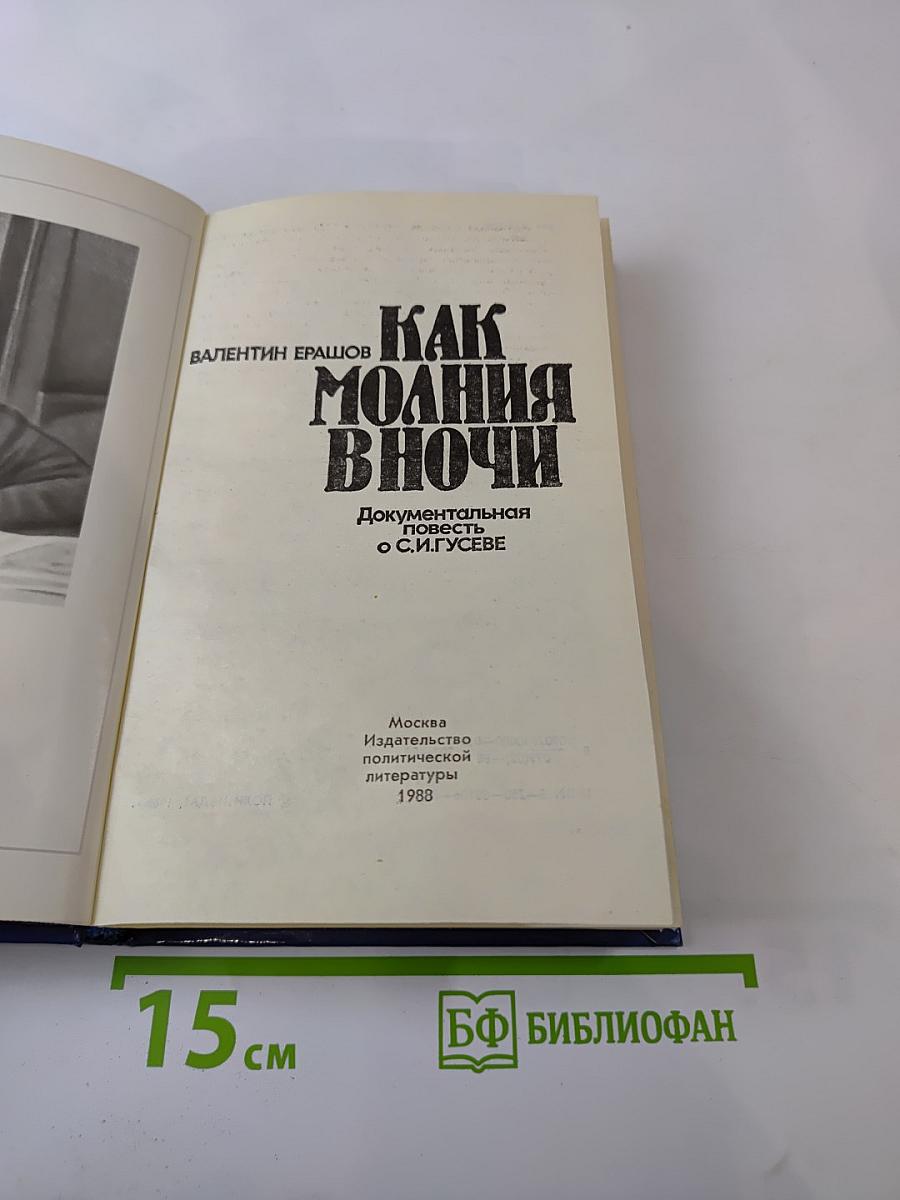 ВАЛЕНТИН ЕРАШОВ
КАК
МОЛНИЯ
В НОЧИ
Документальная
повесть
о С.И.ГУСЕВЕ
Москва
Издательство
политической
литературы
1988
15 см
БФ БИБЛИОФАН